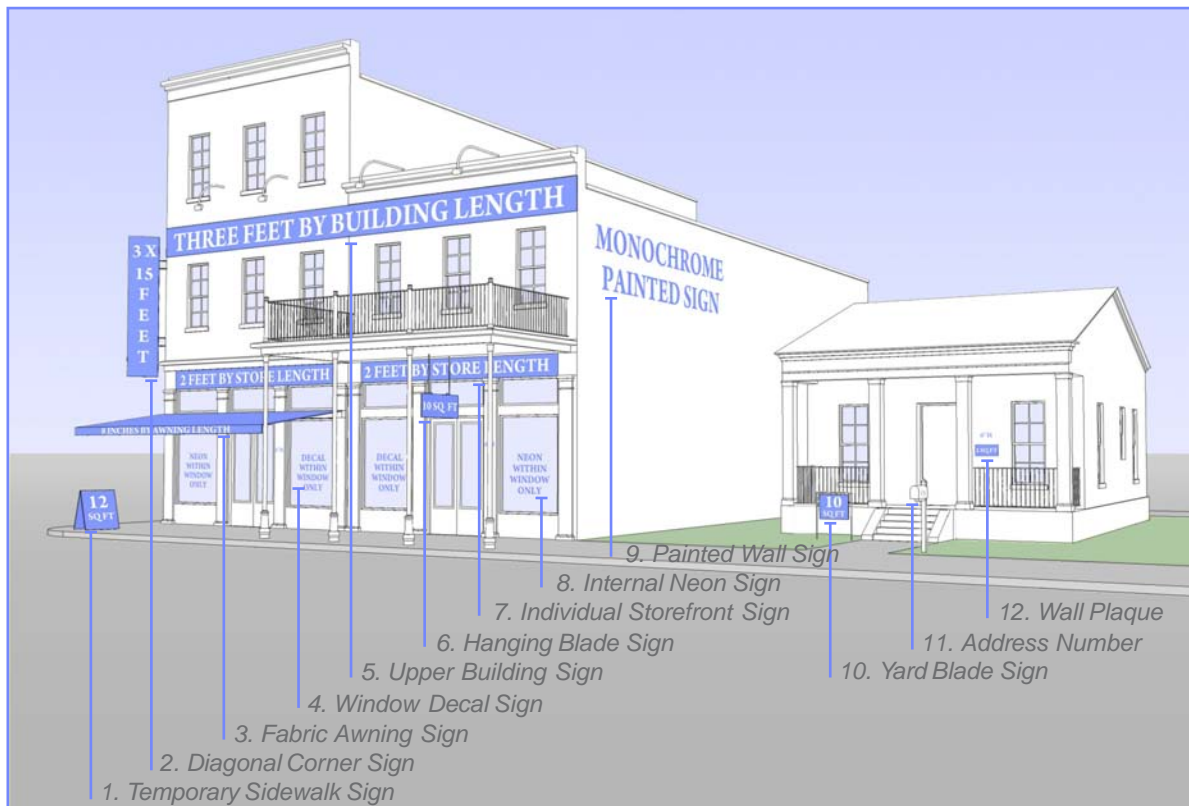 THREE FEET BY BUILDING LENGTH
MONOCHROME
PAINTED SIGN
3 X
15
F
E
E
T
2 FEET BY STORE LENGTH
2 FEET BY STORE LENGTH
10 SQ FT
8 INCHES BY AWNING LENGTH
NEON
WITHIN
WINDOW
ONLY
DECAL
WITHIN
WINDOW
ONLY
DECAL
WITHIN
WINDOW
ONLY
NEON
WITHIN
WINDOW
ONLY
12
SQ FT
10
SQ FT
9. Painted Wall Sign
8. Internal Neon Sign
7. Individual Storefront Sign
6. Hanging Blade Sign
5. Upper Building Sign
4. Window Decal Sign
3. Fabric Awning Sign
2. Diagonal Corner Sign
1. Temporary Sidewalk Sign
12. Wall Plaque
11. Address Number
10. Yard Blade Sign